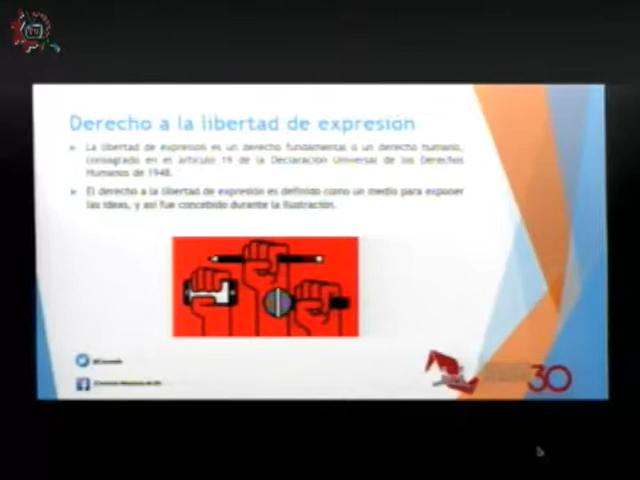 TV
Derecho a la libertad de expresión
La libertad de expresión es un derecho fundamental o un derecho humano,
consagrado en el artículo 19 de la Declaración Universal de los Derechos
Humanos de 1948.
El derecho a la libertad de expresión es definido como un medio para exponer
las ideas, y así fue concebido durante la Ilustración.
30